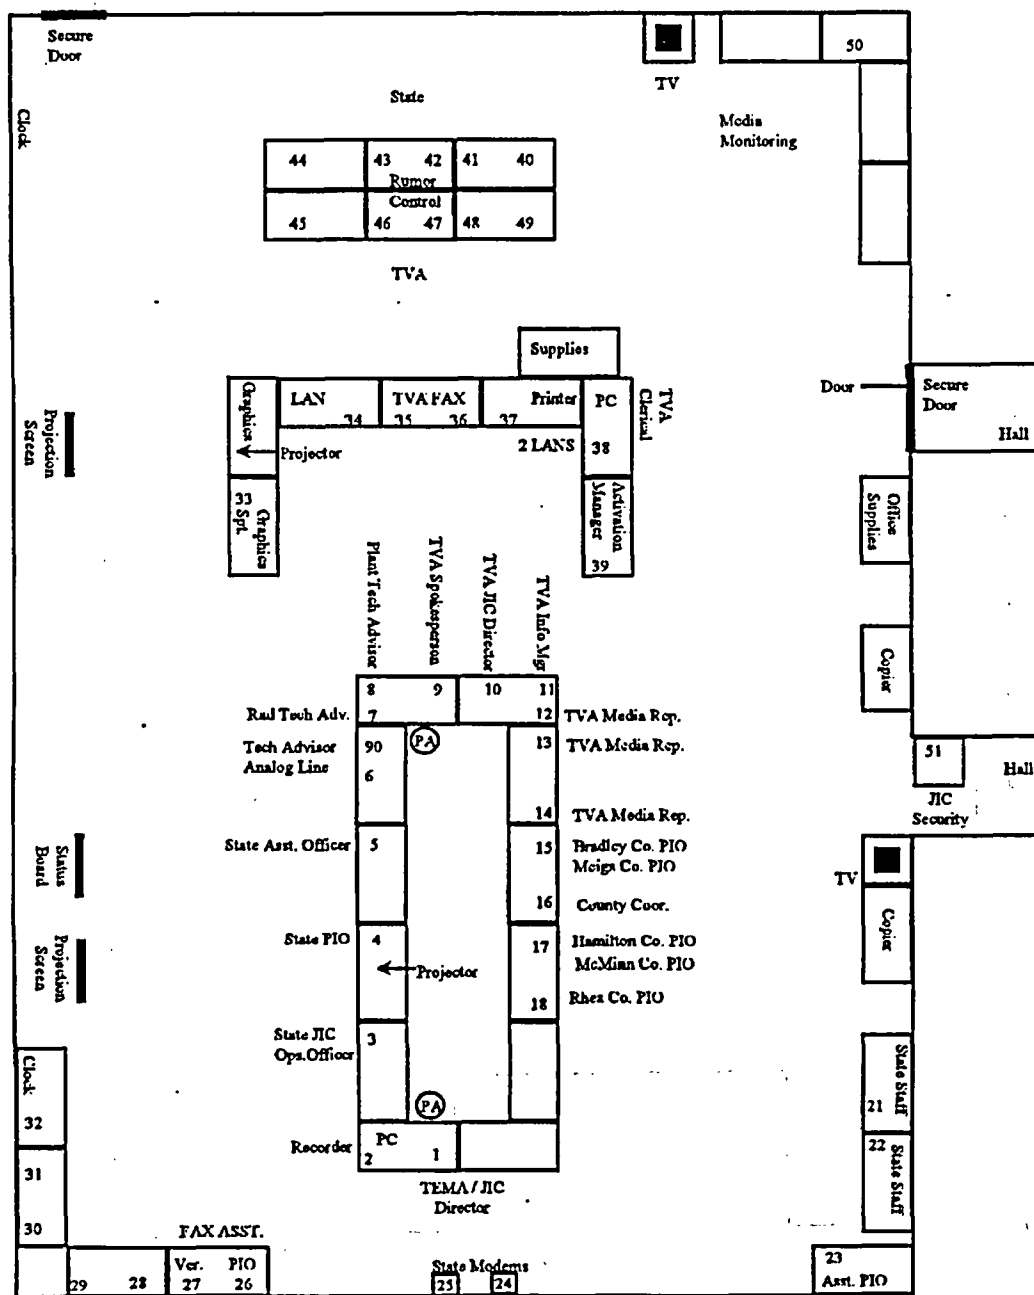 Secure
Door
50
TV
Clock
State
Media
Monitoring
44 43 42 41 40
Rumor
Control
45 46 47 48 49
TVA
Supplies
Graphics
LAN
34
TVA FAX
35 36
Printer
37
PC
TVA
Clerical
Door
Secure
Door
Hall
Projection
Screen
Projector
2 LANS
38
33
Graphics
Spt.
Activation
Manager
39
Office
Supplies
Plant Tech Advisor
TVA Spokesperson
TVA JIC Director
TVA Info Mgr
Copier
8 9 10 11
Rad Tech Adv. 7
12 TVA Media Rep.
Tech Advisor
Analog Line
90
6
PA
13 TVA Media Rep.
51
Hall
JIC
Security
14 TVA Media Rep.
Status
Board
State Asst. Officer 5
15 Bradley Co. PIO
Meigs Co. PIO
TV
16 County Coor.
Copier
Projection
Screen
State PIO 4
Projector
17 Hamilton Co. PIO
McMinn Co. PIO
18 Rhea Co. PIO
State JIC
Ops. Officer
3
Clock
32
State Staff
21
PA
31
Recorder
PC
2 1
22
State Staff
TEMA / JIC
Director
30
FAX ASST.
29 28
Ver. PIO
27 26
State Modems
25 24
23
Asst. PIO